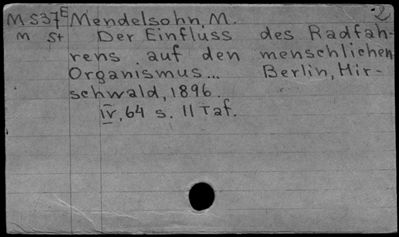 2
MS37E Mendelsohn, M.
M St Der Einfluss des Radfah-
rens auf den menschlichen
Organismus... Berlin, Hir-
schwald, 1896.
IV, 64 s. II Taf.